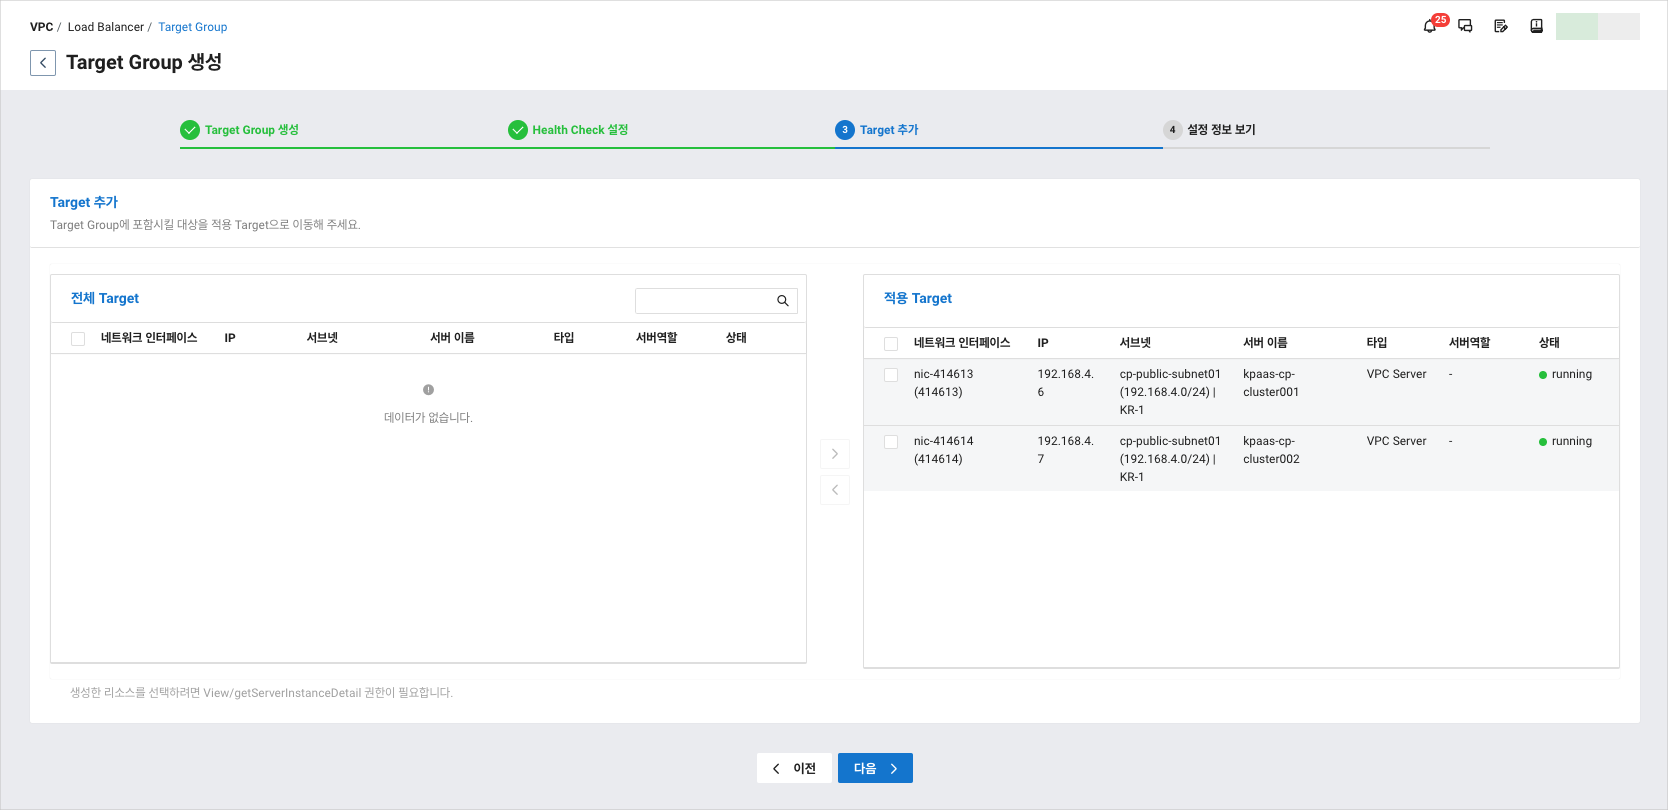 VPC / Load Balancer / Target Group
25
Target Group 생성
Target Group 생성
Health Check 설정
3 Target 추가
4 설정 정보 보기
Target 추가
Target Group에 포함시킬 대상을 적용 Target으로 이동해 주세요.
전체 Target
네트워크 인터페이스 IP 서브넷 서버 이름 타입 서버역할 상태
데이터가 없습니다.
적용 Target
네트워크 인터페이스 IP 서브넷 서버 이름 타입 서버역할 상태
nic-414613 192.168.4. cp-public-subnet01 kpaas-cp- VPC Server - running
(414613) 6 (192.168.4.0/24) | cluster001
KR-1
nic-414614 192.168.4. cp-public-subnet01 kpaas-cp- VPC Server - running
(414614) 7 (192.168.4.0/24) | cluster002
KR-1
생성한 리소스를 선택하려면 View/getServerInstanceDetail 권한이 필요합니다.
이전
다음